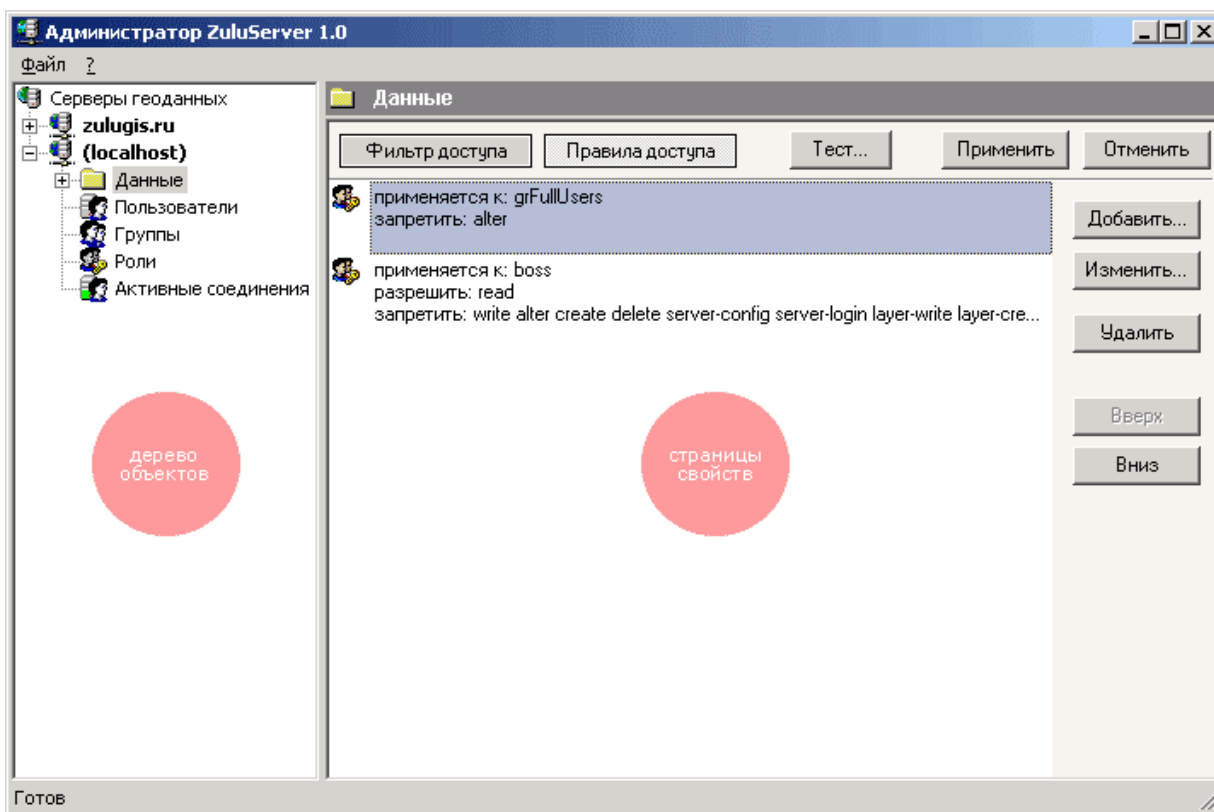 Администратор ZuluServer 1.0
Файл ?
Серверы геоданных
zulugis.ru
(localhost)
Данные
Пользователи
Группы
Роли
Активные соединения
дерево
объектов
Данные
Фильтр доступа Правила доступа Тест... Применить Отменить
применяется к: grFullUsers
запретить: alter
применяется к: boss
разрешить: read
запретить: write alter create delete server-config server-login layer-write layer-cre...
страницы
свойств
Добавить...
Изменить...
Удалить
Вверх
Вниз
Готов